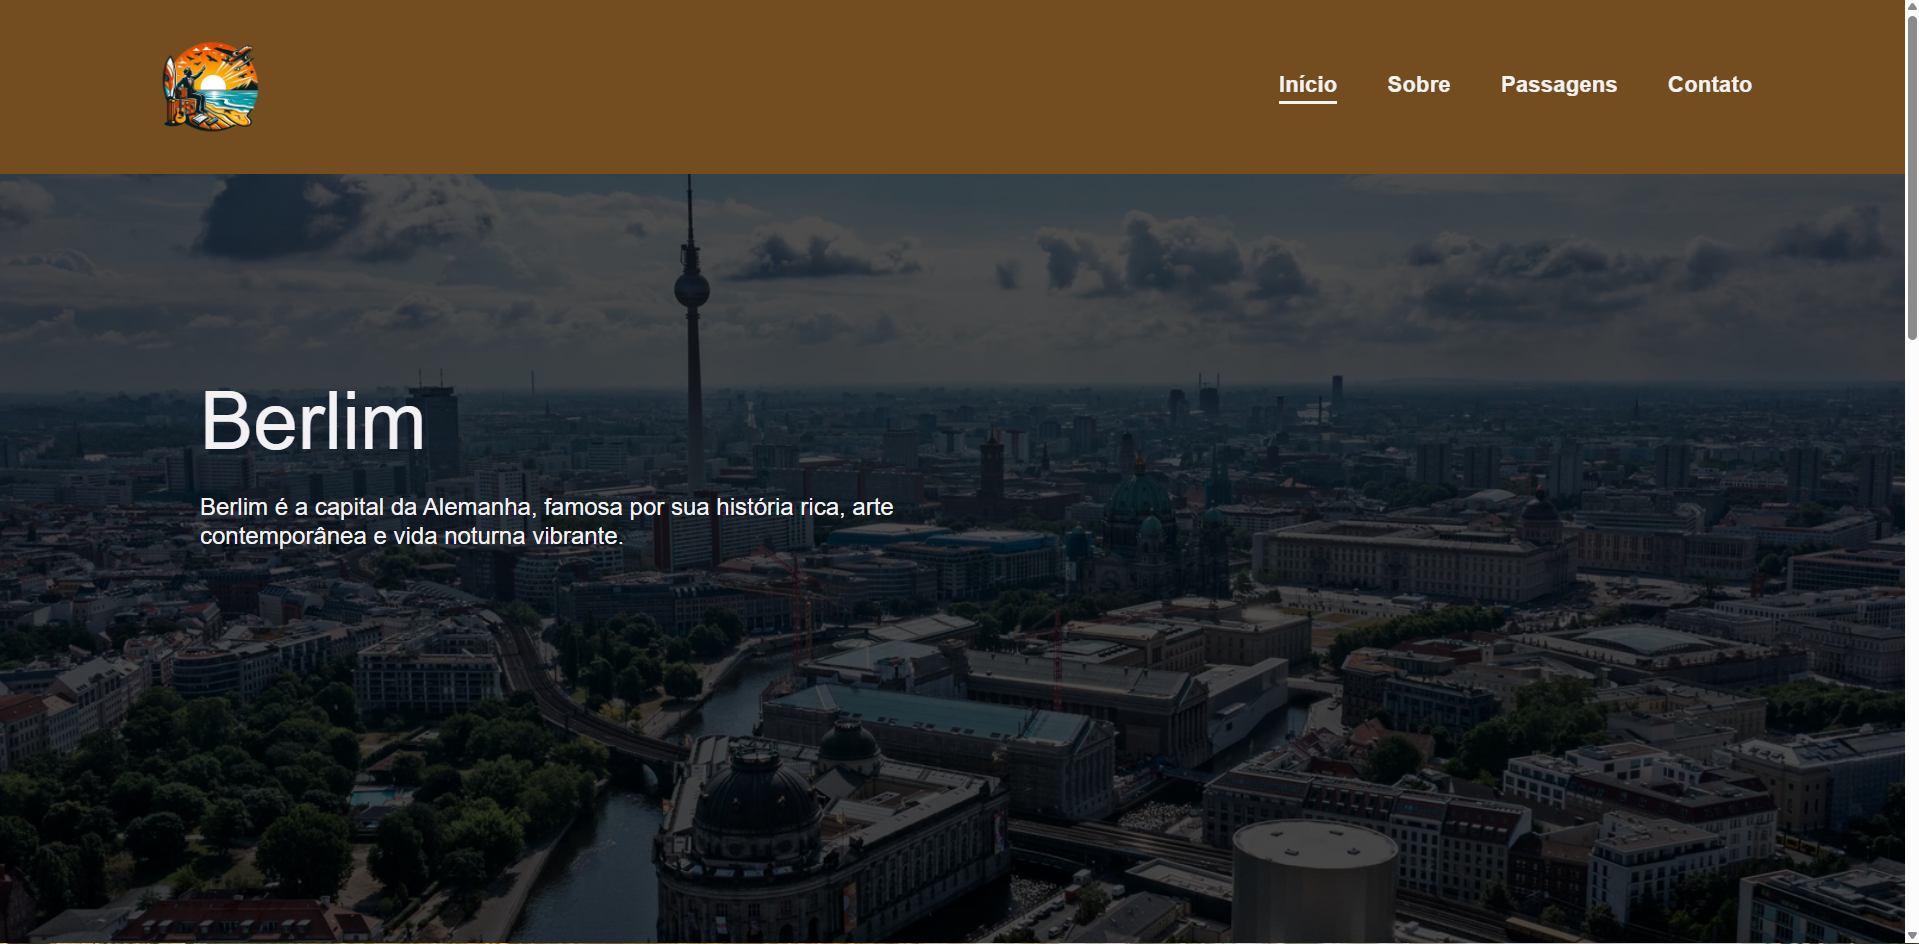 Início
Sobre
Passagens
Contato
Berlim
Berlim é a capital da Alemanha, famosa por sua história rica, arte
contemporânea e vida noturna vibrante.